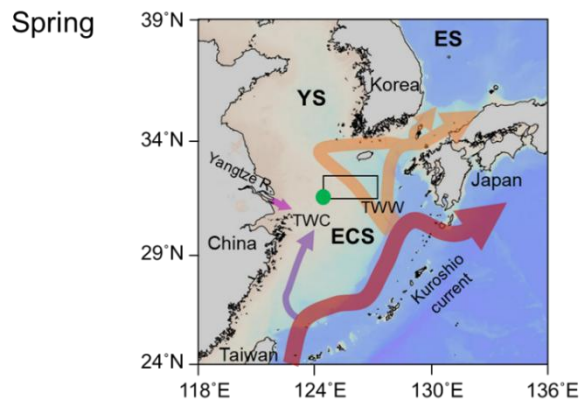 Spring
39°N
34°N
29°N
24°N
118°E
124°E
130°E
136°E
ES
Korea
YS
Yangtze R.
Japan
TWW
TWC
ECS
China
Kuroshio
current
Taiwan